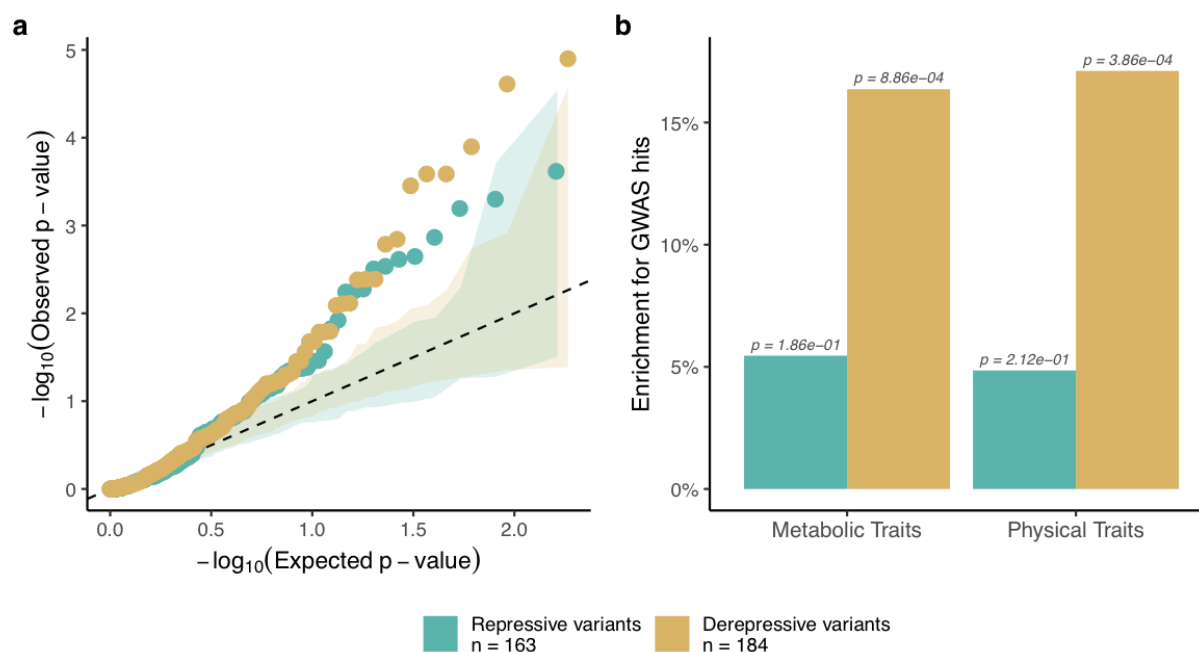 a
5
4
3
2
1
0
−log10(Observed p − value)
0.0 0.5 1.0 1.5 2.0
−log10(Expected p − value)
b
Enrichment for GWAS hits
15%
10%
5%
0%
p = 1.86e−01
p = 8.86e−04
p = 2.12e−01
p = 3.86e−04
Metabolic Traits Physical Traits
Repressive variants
n = 163
Derepressive variants
n = 184